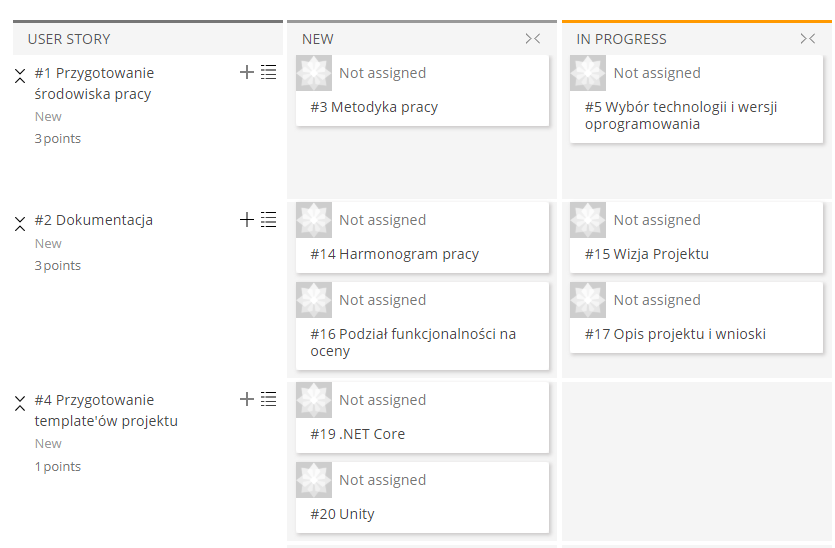 USER STORY
NEW
IN PROGRESS
#1 Przygotowanie
środowiska pracy
New
3 points
Not assigned
#3 Metodyka pracy
Not assigned
#5 Wybór technologii i wersji
oprogramowania
#2 Dokumentacja
New
3 points
Not assigned
#14 Harmonogram pracy
Not assigned
#16 Podział funkcjonalności na
oceny
Not assigned
#15 Wizja Projektu
Not assigned
#17 Opis projektu i wnioski
#4 Przygotowanie
template'ów projektu
New
1 points
Not assigned
#19 .NET Core
Not assigned
#20 Unity